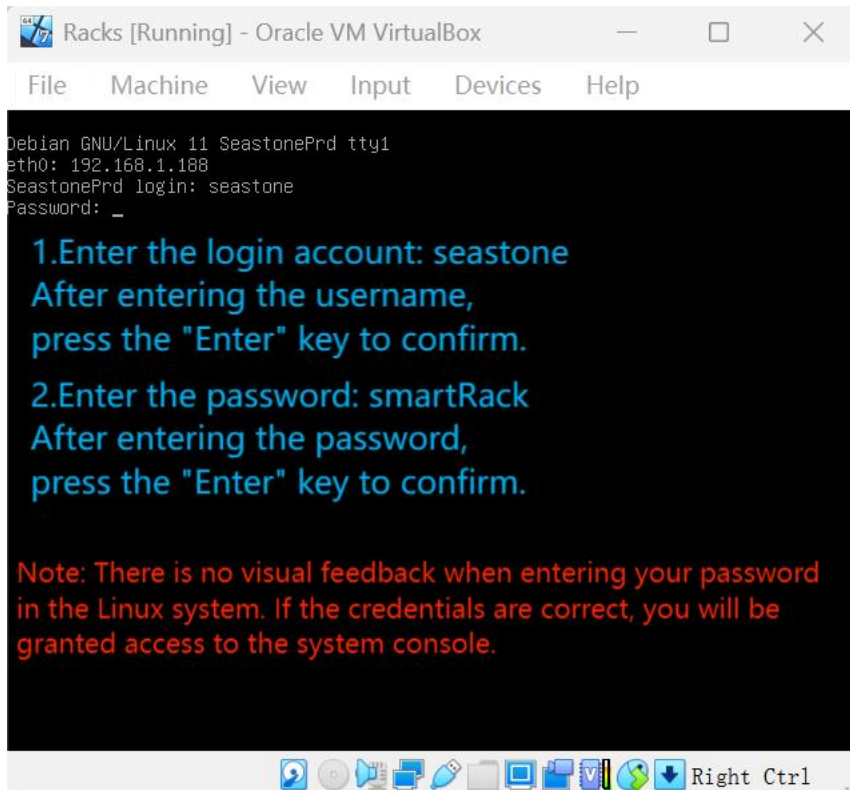 Racks [Running] - Oracle VM VirtualBox
File Machine View Input Devices Help
Debian GNU/Linux 11 SeastonePrd tty1
eth0: 192.168.1.188
SeastonePrd login: seastone
Password: _
1.Enter the login account: seastone
After entering the username,
press the "Enter" key to confirm.
2.Enter the password: smartRack
After entering the password,
press the "Enter" key to confirm.
Note: There is no visual feedback when entering your password
in the Linux system. If the credentials are correct, you will be
granted access to the system console.
Right Ctrl